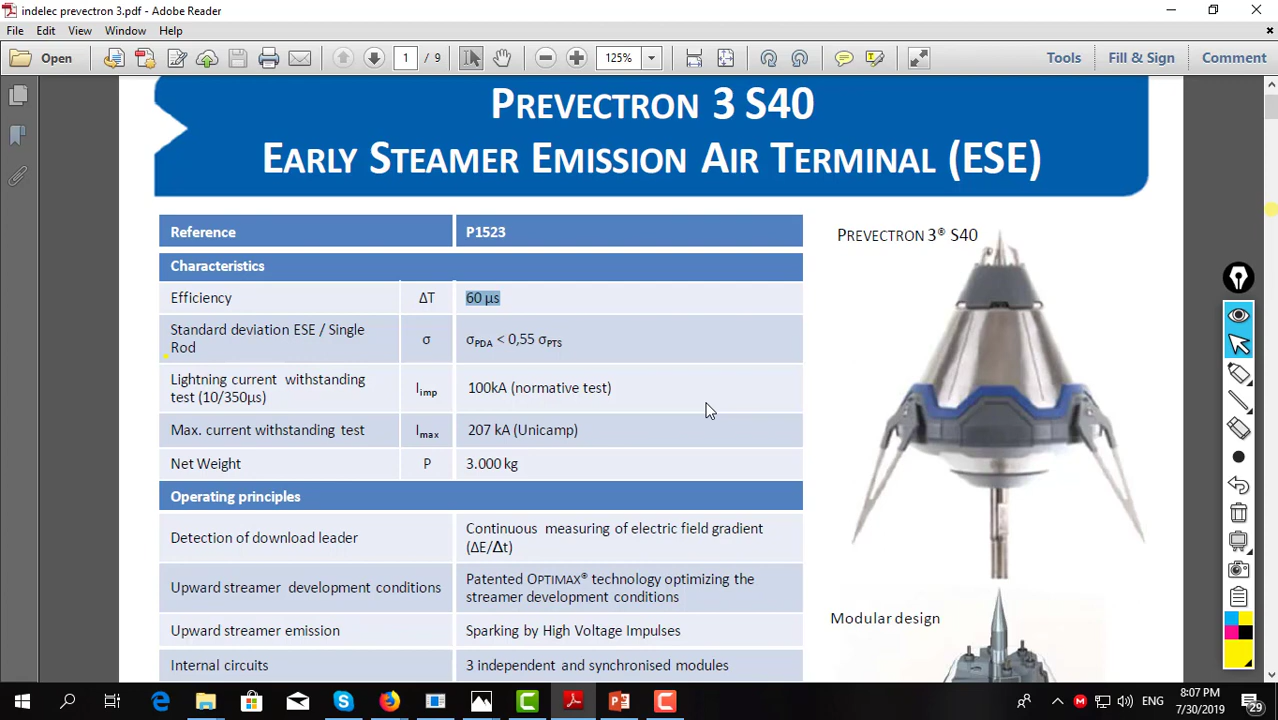 indelec prevectron 3.pdf - Adobe Reader
File Edit View Window Help
Open 1 / 9 125% Tools Fill & Sign Comment
PREVECTRON 3 S40
EARLY STEAMER EMISSION AIR TERMINAL (ESE)
Reference P1523
Characteristics
Efficiency ΔT 60 µs
Standard deviation ESE / Single
Rod
σ σPDA < 0,55 σPTS
Lightning current withstanding
test (10/350µs)
Iimp 100kA (normative test)
Max. current withstanding test Imax 207 kA (Unicamp)
Net Weight P 3.000 kg
Operating principles
Detection of download leader
Continuous measuring of electric field gradient
(ΔE/Δt)
Upward streamer development conditions
Patented OPTIMAX® technology optimizing the
streamer development conditions
Upward streamer emission Sparking by High Voltage Impulses
Internal circuits 3 independent and synchronised modules
PREVECTRON 3® S40
Modular design
ENG
8:07 PM
7/30/2019
29